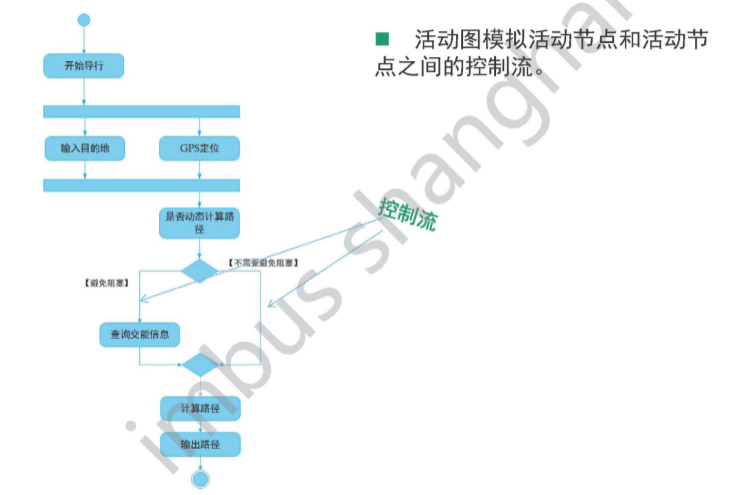 ■ 活动图模拟活动节点和活动节
点之间的控制流。
开始导行
输入目的地
GPS定位
是否动态计算路
径
【不需要避免阻塞】
【避免阻塞】
控制流
查询交能信息
计算路径
输出路径
imbus shanghai